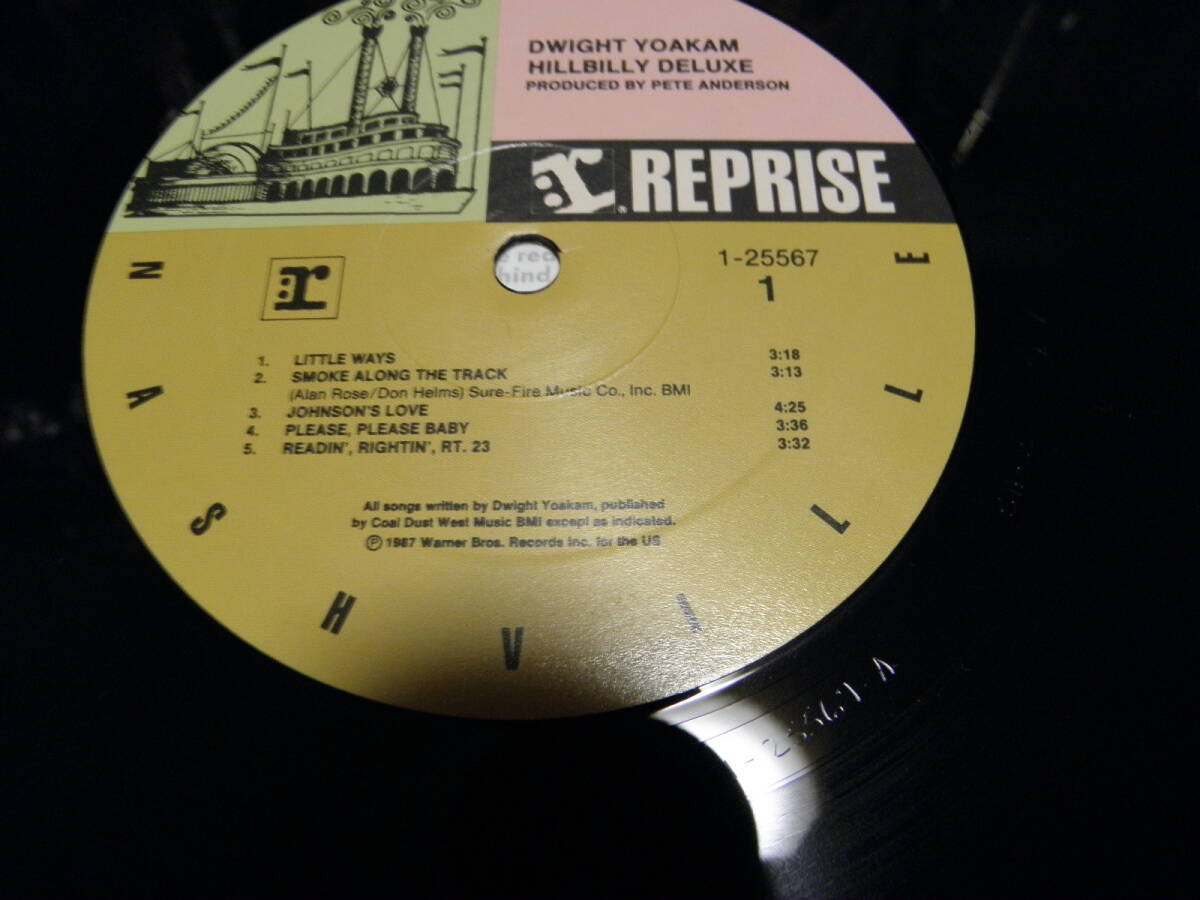 DWIGHT YOAKAM
HILLBILLY DELUXE
PRODUCED BY PETE ANDERSON
:r. REPRISE
e red
hind
1-25567
1
:r
1. LITTLE WAYS 3:18
2. SMOKE ALONG THE TRACK 3:13
(Alan Rose/Don Helms) Sure-Fire Music Co., Inc. BMI
3. JOHNSON'S LOVE 4:25
4. PLEASE, PLEASE BABY 3:36
5. READIN', RIGHTIN', RT. 23 3:32
All songs written by Dwight Yoakam, published
by Coal Dust West Music BMI except as indicated.
℗ 1987 Warner Bros. Records Inc. for the US
NASHVILLE